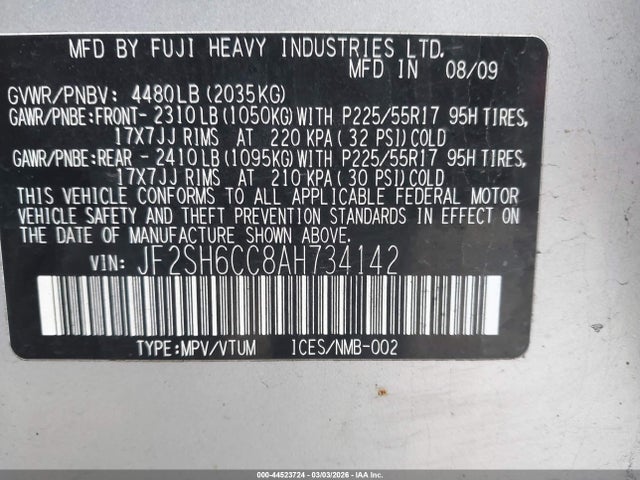 MFD BY FUJI HEAVY INDUSTRIES LTD.
MFD IN 08/09
GVWR/PNBV: 4480LB (2035KG)
GAWR/PNBE:FRONT- 2310LB(1050KG)WITH P225/55R17 95H TIRES,
17X7JJ RIMS AT 220 KPA( 32 PSI)COLD
GAWR/PNBE:REAR - 2410LB(1095KG)WITH P225/55R17 95H TIRES,
17X7JJ RIMS AT 210 KPA( 30 PSI)COLD
THIS VEHICLE CONFORMS TO ALL APPLICABLE FEDERAL MOTOR
VEHICLE SAFETY AND THEFT PREVENTION STANDARDS IN EFFECT ON
THE DATE OF MANUFACTURE SHOWN ABOVE.
VIN: JF2SH6CC8AH734142
TYPE:MPV/VTUM ICES/NMB-002
000-44523724 - 03/03/2026 - IAA, Inc.